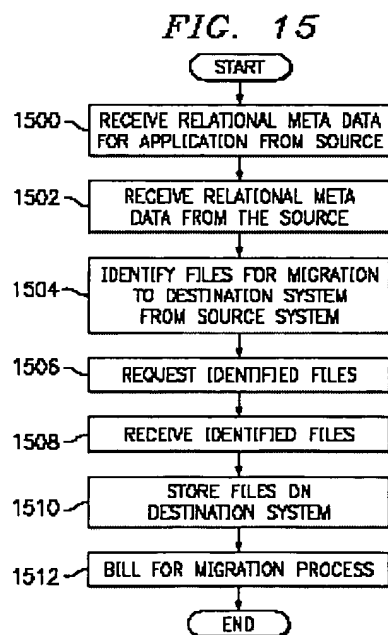 FIG. 15
START
1500
RECEIVE RELATIONAL META DATA
FOR APPLICATION FROM SOURCE
1502
RECEIVE RELATIONAL META
DATA FROM THE SOURCE
1504
IDENTIFY FILES FOR MIGRATION
TO DESTINATION SYSTEM
FROM SOURCE SYSTEM
1506
REQUEST IDENTIFIED FILES
1508
RECEIVE IDENTIFIED FILES
1510
STORE FILES ON
DESTINATION SYSTEM
1512
BILL FOR MIGRATION PROCESS
END